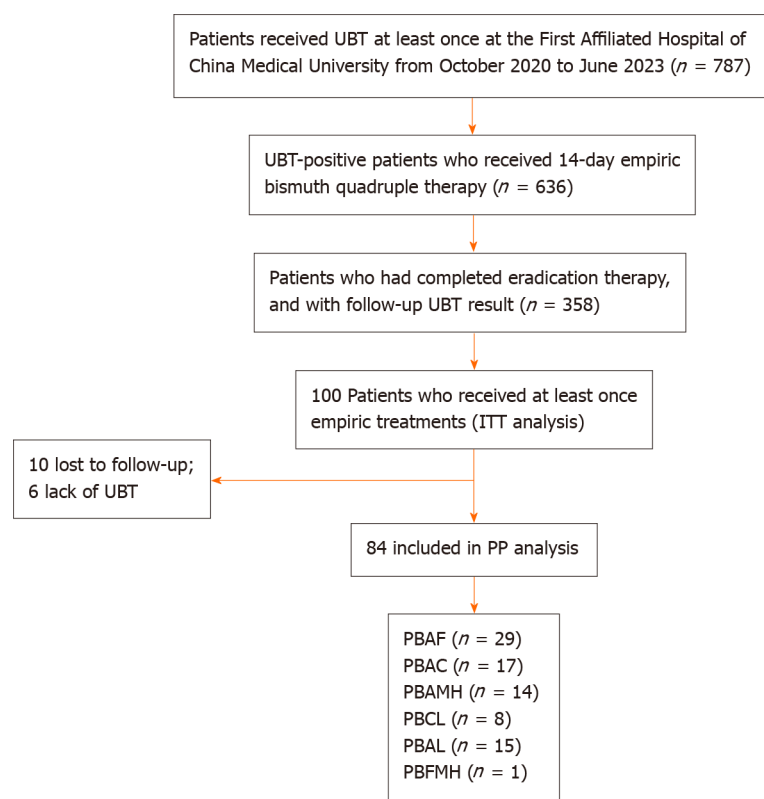 Patients received UBT at least once at the First Affiliated Hospital of
China Medical University from October 2020 to June 2023 (n = 787)
UBT-positive patients who received 14-day empiric
bismuth quadruple therapy (n = 636)
Patients who had completed eradication therapy,
and with follow-up UBT result (n = 358)
100 Patients who received at least once
empiric treatments (ITT analysis)
10 lost to follow-up;
6 lack of UBT
84 included in PP analysis
PBAF (n = 29)
PBAC (n = 17)
PBAMH (n = 14)
PBCL (n = 8)
PBAL (n = 15)
PBFMH (n = 1)